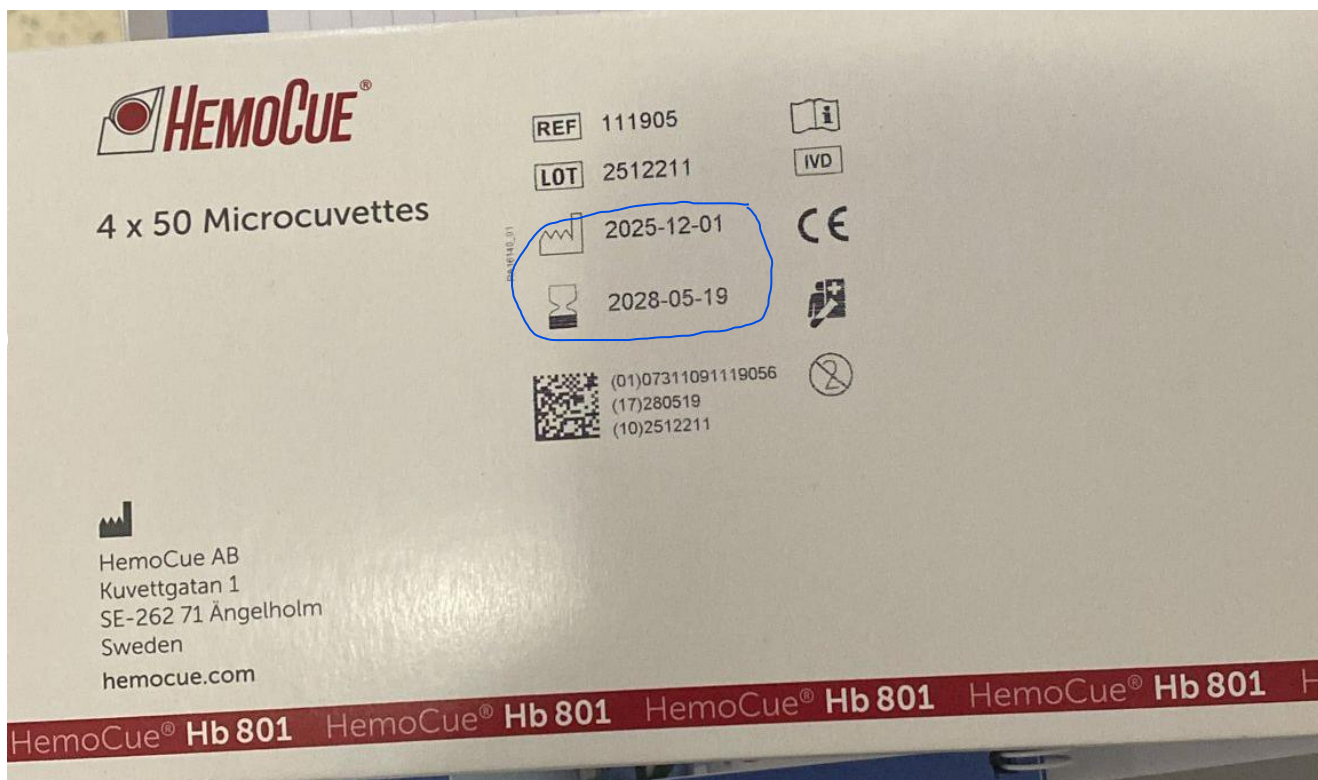 HEMOCUE®
4 x 50 Microcuvettes
REF 111905
LOT 2512211
IVD
2025-12-01
CE
2028-05-19
(01)07311091119056
(17)280519
(10)2512211
HemoCue AB
Kuvettgatan 1
SE-262 71 Ängelholm
Sweden
hemocue.com
HemoCue® Hb 801 HemoCue® Hb 801 HemoCue® Hb 801 HemoCue® Hb 801 H